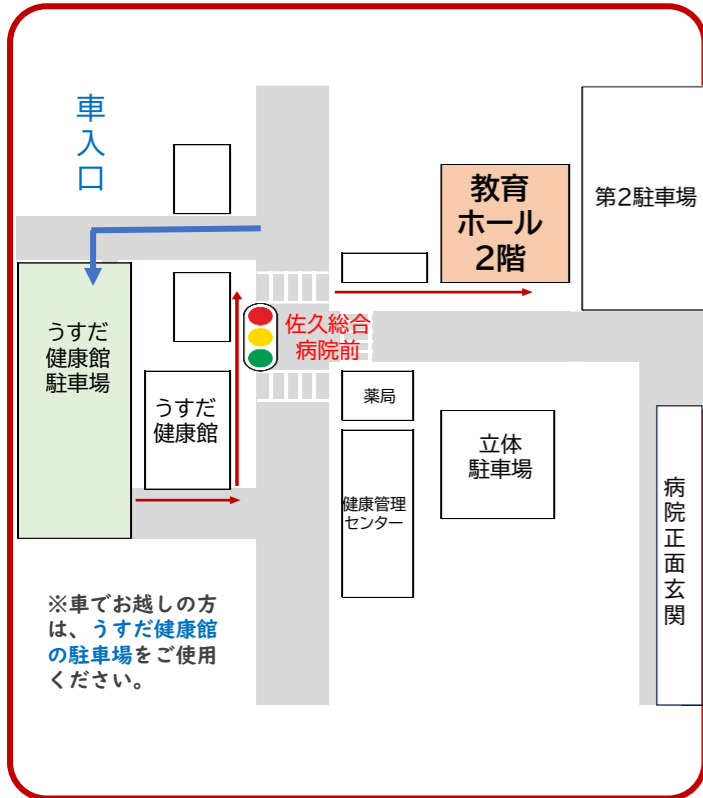 車入口
教育
ホール
2階
第2駐車場
佐久総合
病院前
うすだ
健康館
駐車場
うすだ
健康館
薬局
立体
駐車場
健康管理
センター
病院正面玄関
※車でお越しの方
は、うすだ健康館
の駐車場をご使用
ください。